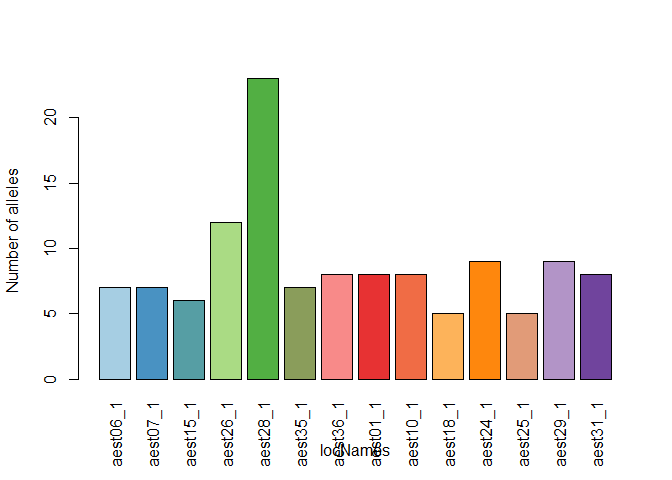 Number of alleles
20
15
10
5
0
aest06_1
aest07_1
aest15_1
aest26_1
aest28_1
aest35_1
aest36_1
aest01_1
aest10_1
aest18_1
aest24_1
aest25_1
aest29_1
aest31_1
locNames